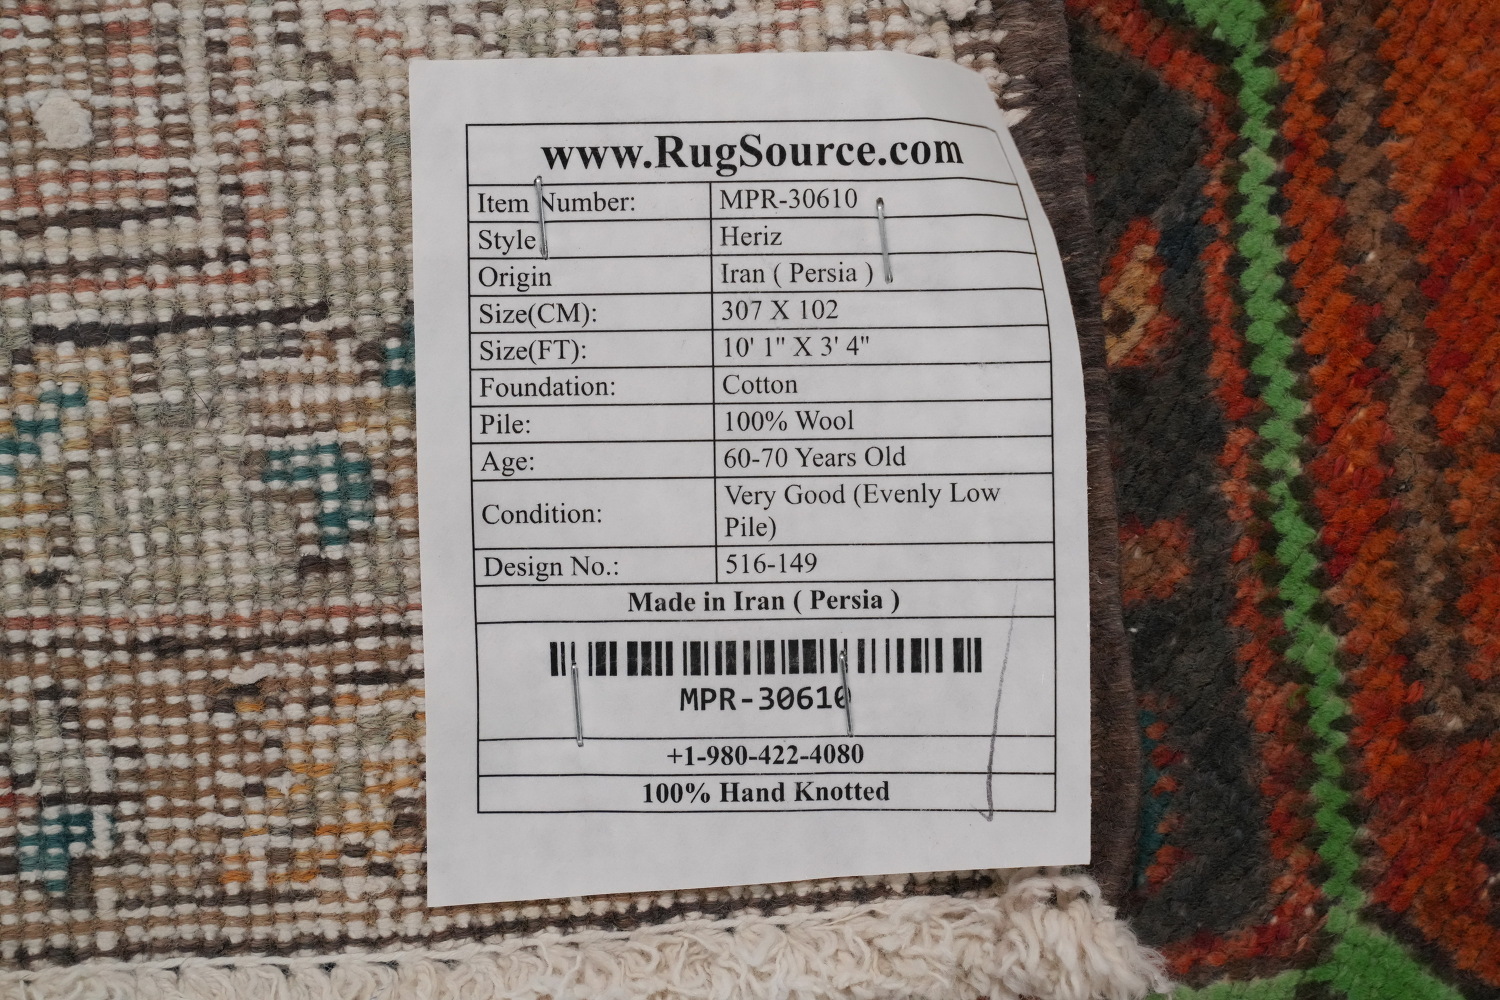 www.RugSource.com
Item Number: MPR-30610
Style Heriz
Origin Iran ( Persia )
Size(CM): 307 X 102
Size(FT): 10' 1" X 3' 4"
Foundation: Cotton
Pile: 100% Wool
Age: 60-70 Years Old
Condition: Very Good (Evenly Low
Pile)
Design No.: 516-149
Made in Iran ( Persia )
MPR-30610
+1-980-422-4080
100% Hand Knotted